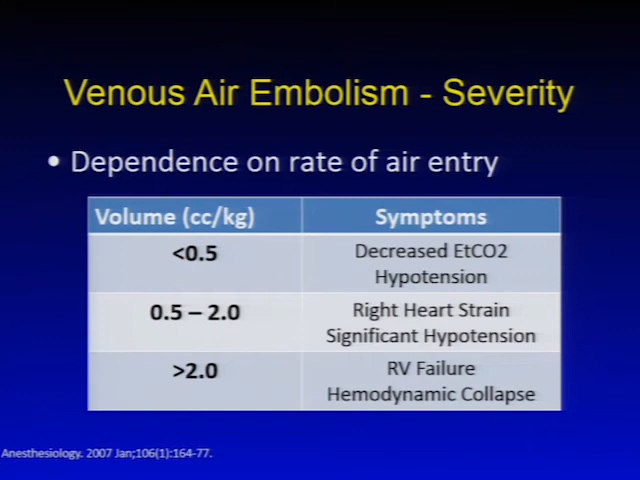 Venous Air Embolism - Severity
• Dependence on rate of air entry
Volume (cc/kg) Symptoms
<0.5 Decreased EtCO2
Hypotension
0.5 – 2.0 Right Heart Strain
Significant Hypotension
>2.0 RV Failure
Hemodynamic Collapse
Anesthesiology. 2007 Jan;106(1):164-77.